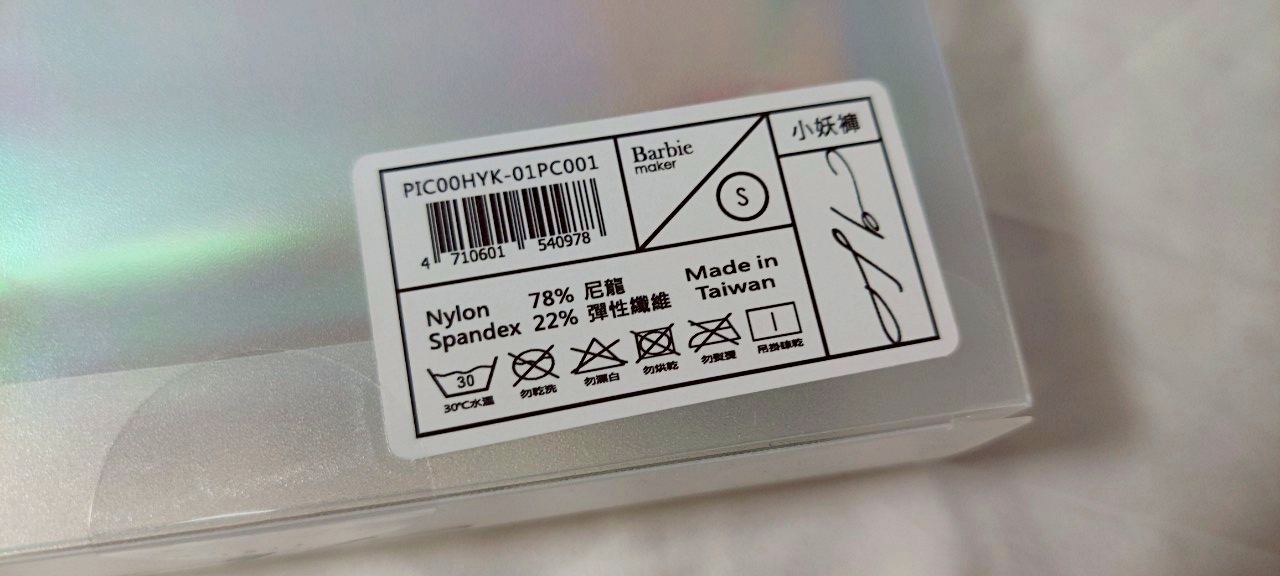 PIC00HYK-01PC001
4 710601 540978
Barbie
maker
S
小妖褲
Nylon 78% 尼龍
Spandex 22% 彈性纖維
Made in
Taiwan
30
30℃水溫
勿乾洗
勿漂白
勿烘乾
勿熨燙
吊掛晾乾